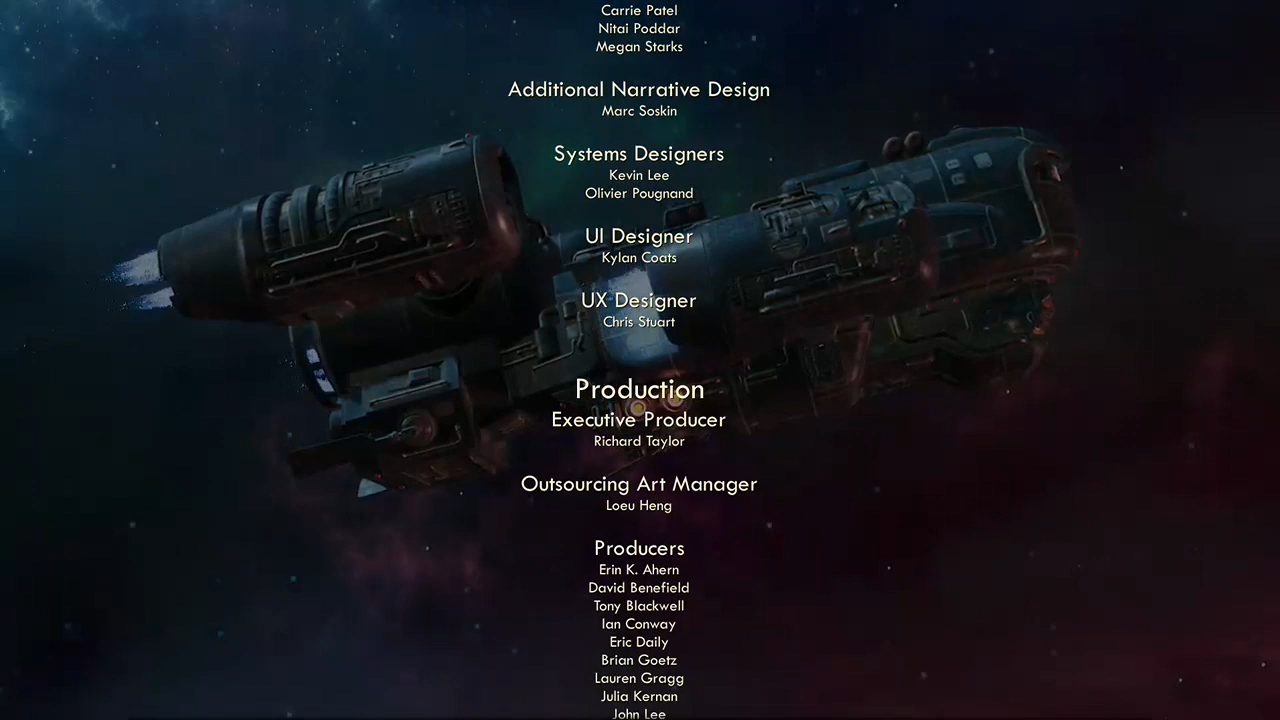 Carrie Patel
Nitai Poddar
Megan Starks
Additional Narrative Design
Marc Soskin
Systems Designers
Kevin Lee
Olivier Pougnand
UI Designer
Kylan Coats
UX Designer
Chris Stuart
Production
Executive Producer
Richard Taylor
Outsourcing Art Manager
Loeu Heng
Producers
Erin K. Ahern
David Benefield
Tony Blackwell
Ian Conway
Eric Daily
Brian Goetz
Lauren Gragg
Julia Kernan
John Lee